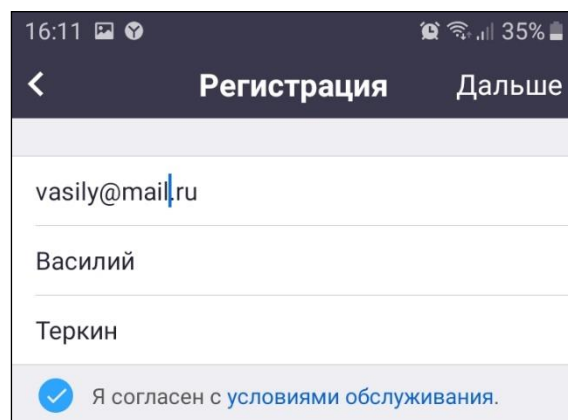 16:11 35%
Регистрация Дальше
vasily@mail.ru
Василий
Теркин
Я согласен с условиями обслуживания.